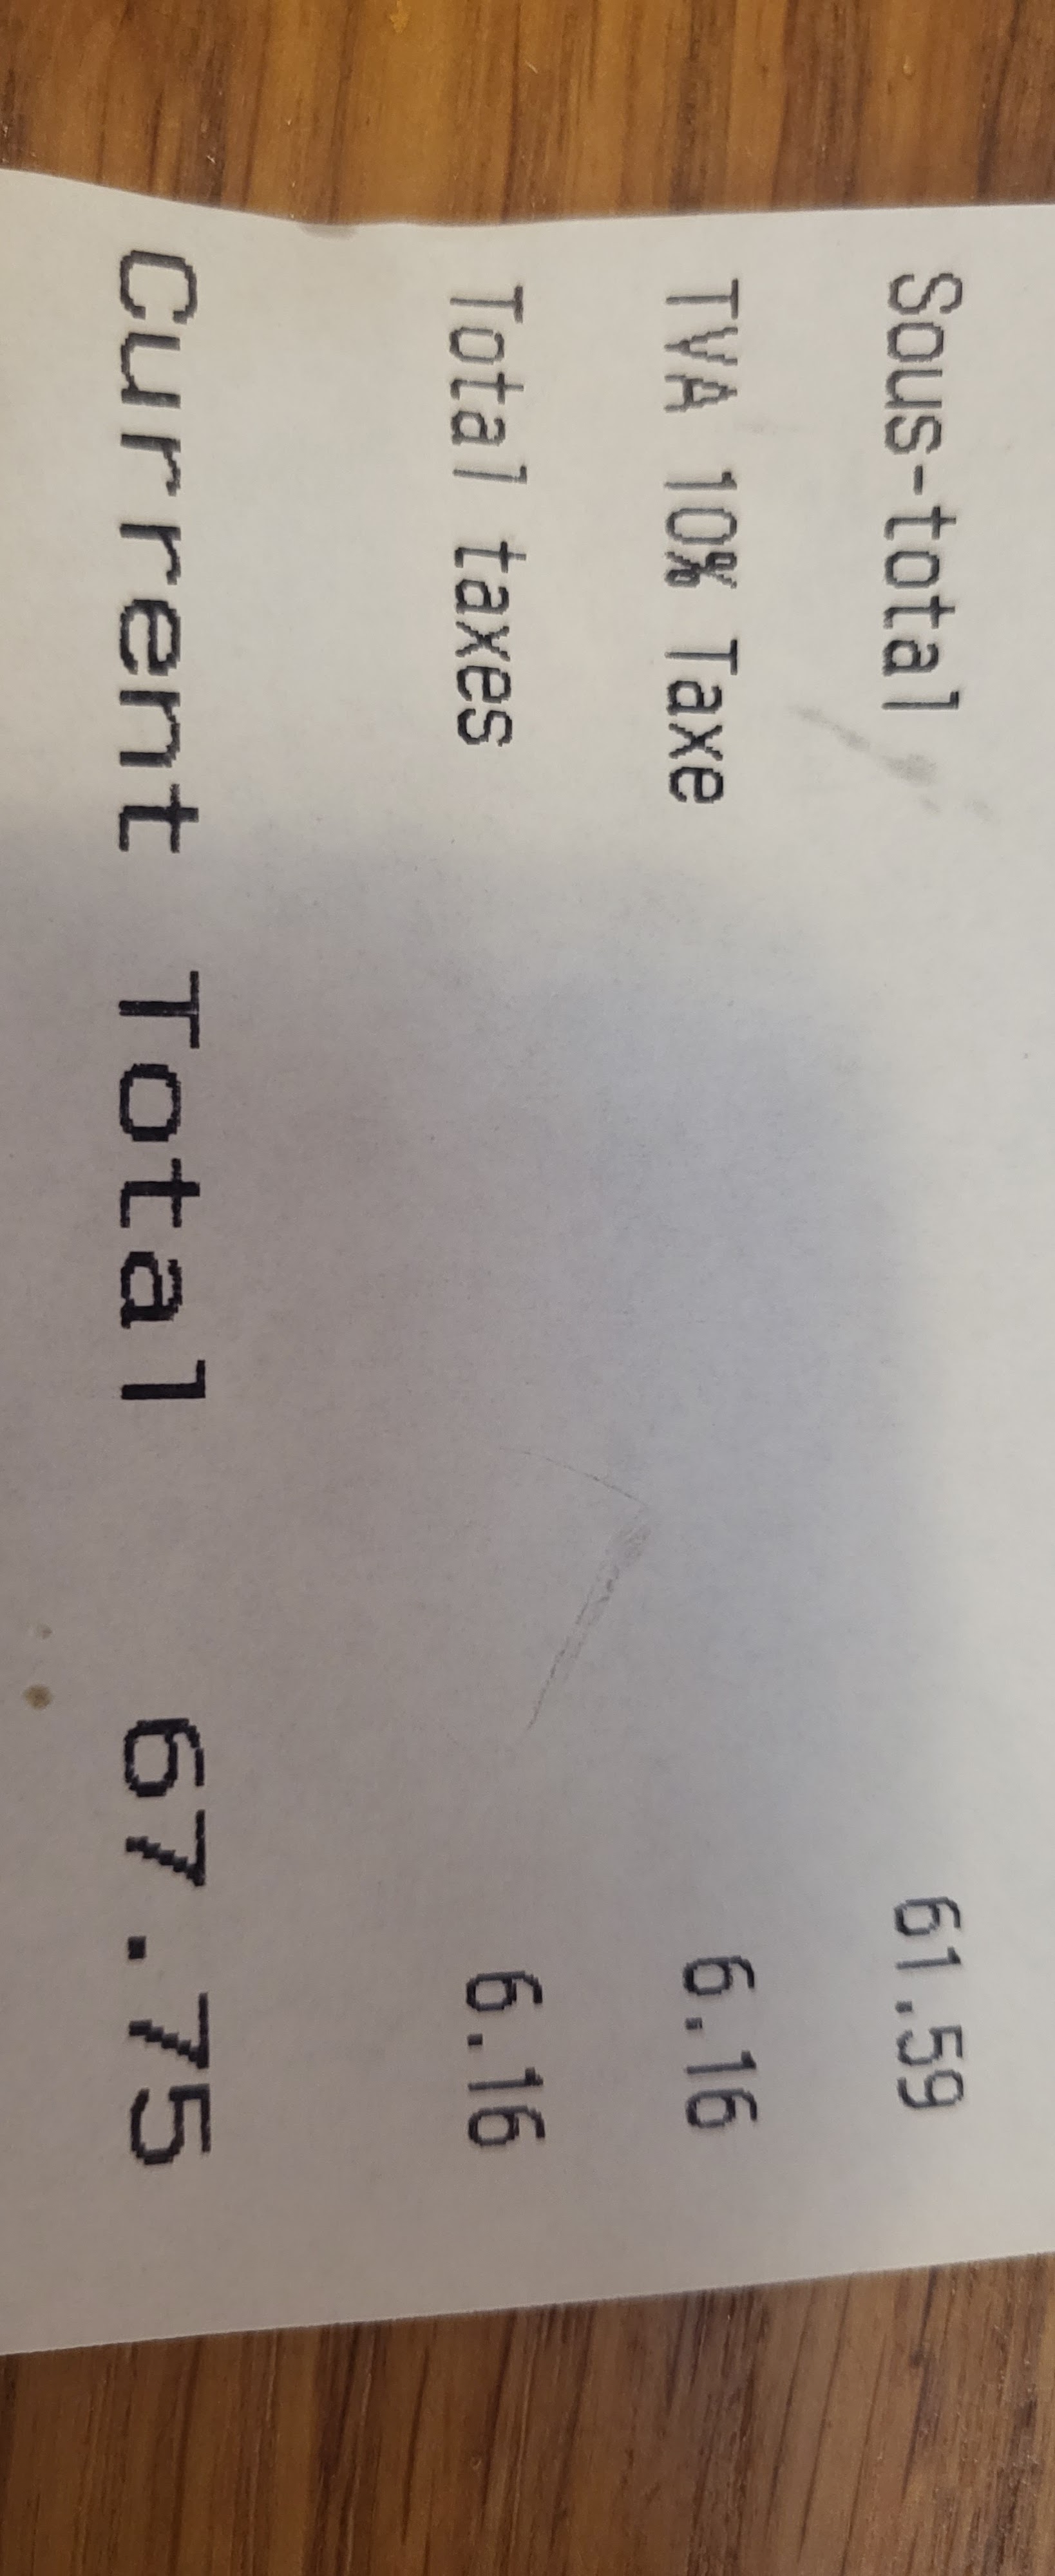 Sous-total 61.59
TVA 10% Taxe 6.16
Total taxes 6.16
Current Total 67.75